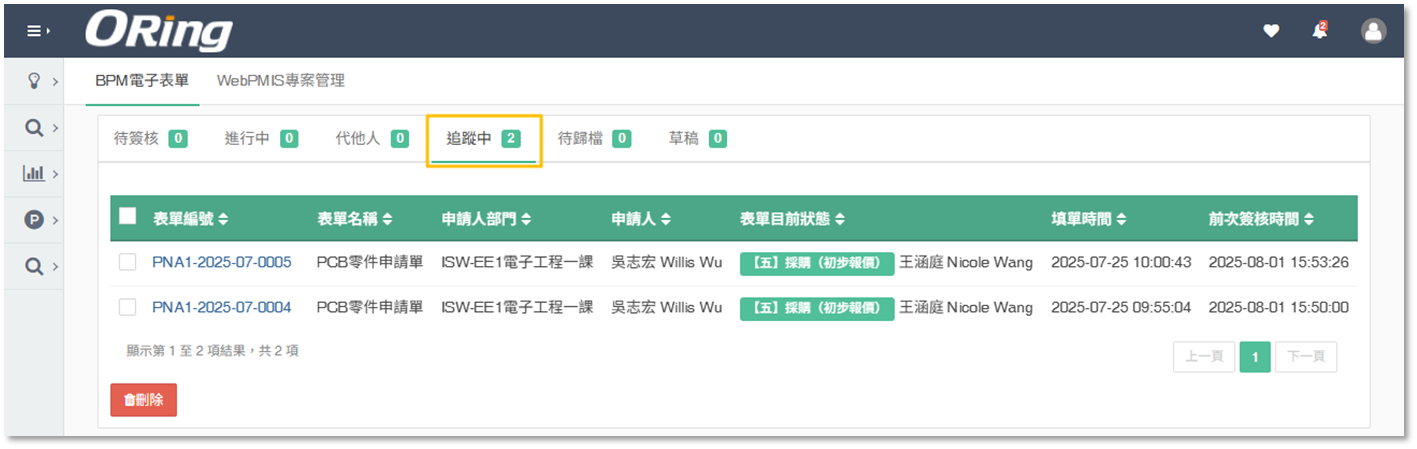 ORing
2
BPM電子表單 WebPMIS專案管理
待簽核 0 進行中 0 代他人 0 追蹤中 2 待歸檔 0 草稿 0
表單編號 表單名稱 申請人部門 申請人 表單目前狀態 填單時間 前次簽核時間
P
PNA1-2025-07-0005 PCB零件申請單 ISW-EE1電子工程一課 吳志宏 Willis Wu 【五】採購（初步報價） 王涵庭 Nicole Wang 2025-07-25 10:00:43 2025-08-01 15:53:26
PNA1-2025-07-0004 PCB零件申請單 ISW-EE1電子工程一課 吳志宏 Willis Wu 【五】採購（初步報價） 王涵庭 Nicole Wang 2025-07-25 09:55:04 2025-08-01 15:50:00
顯示第 1 至 2 項結果，共 2 項
上一頁 1 下一頁
刪除